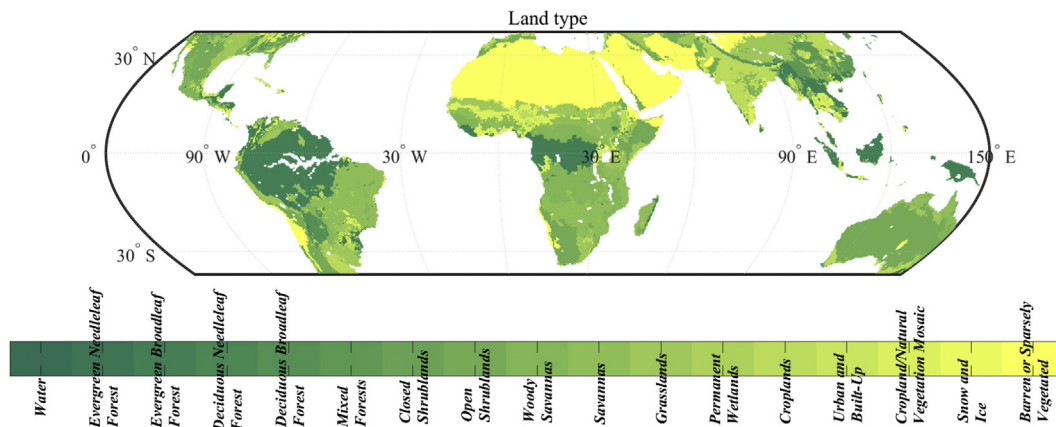 Land type
30° N
0° 90° W 30° W 30° E 90° E 150° E
30° S
Water
Evergreen Needleleaf
Forest
Evergreen Broadleaf
Forest
Deciduous Needleleaf
Forest
Deciduous Broadleaf
Forest
Mixed
Forests
Closed
Shrublands
Open
Shrublands
Woody
Savannas
Savannas
Grasslands
Permanent
Wetlands
Croplands
Urban and
Built-Up
Cropland/Natural
Vegetation Mosaic
Snow and
Ice
Barren or Sparsely
Vegetated